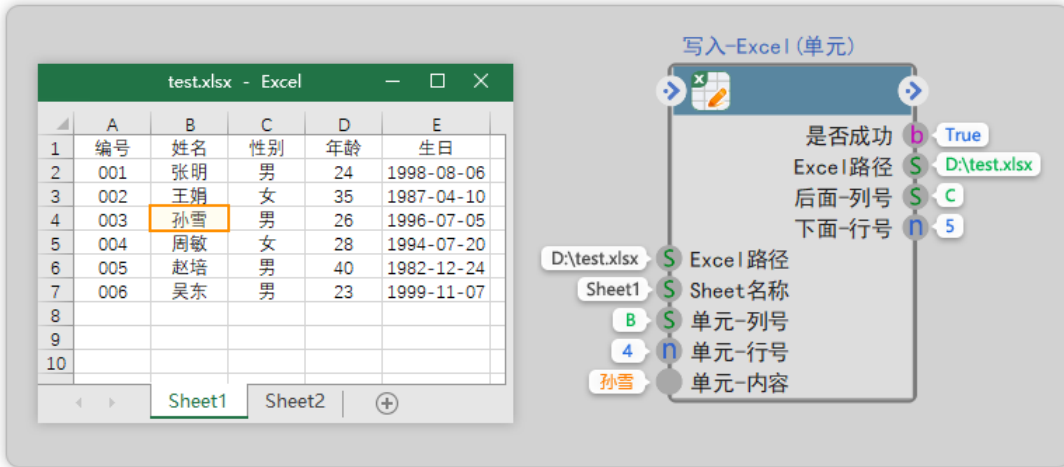 写入-Excel(单元)
test.xlsx - Excel
A B C D E
1 编号 姓名 性别 年龄 生日
2 001 张明 男 24 1998-08-06
3 002 王娟 女 35 1987-04-10
4 003 孙雪 男 26 1996-07-05
5 004 周敏 女 28 1994-07-20
6 005 赵培 男 40 1982-12-24
7 006 吴东 男 23 1999-11-07
8
9
10
Sheet1 Sheet2
是否成功 b True
Excel路径 S D:\test.xlsx
后面-列号 S C
下面-行号 n 5
D:\test.xlsx S Excel路径
Sheet1 S Sheet名称
B S 单元-列号
4 n 单元-行号
孙雪 单元-内容